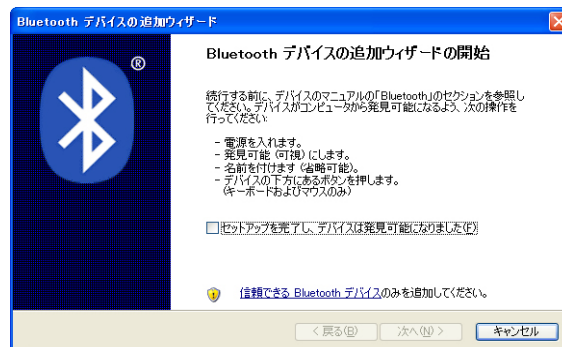 Bluetooth デバイスの追加ウィザード
®
Bluetooth デバイスの追加ウィザードの開始
続行する前に、デバイスのマニュアルの「Bluetooth」のセクションを参照し
てください。デバイスがコンピュータから発見可能になるよう、次の操作を
行ってください:
- 電源を入れます。
- 発見可能 (可視) にします。
- 名前を付けます (省略可能)。
- デバイスの下方にあるボタンを押します。
(キーボードおよびマウスのみ)
セットアップを完了し、デバイスは発見可能になりました(F)
信頼できる Bluetooth デバイスのみを追加してください。
< 戻る(B)
次へ(N) >
キャンセル